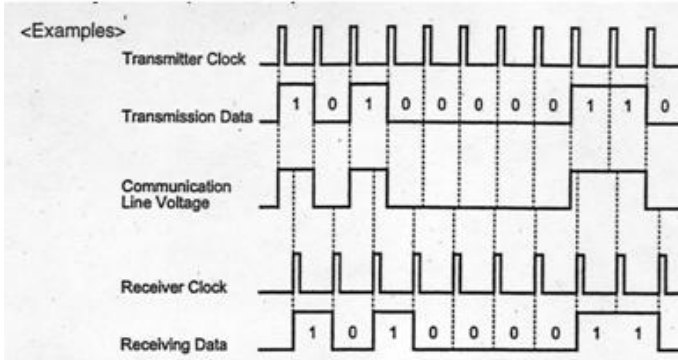 <Examples>
Transmitter Clock
Transmission Data 1 0 1 0 0 0 0 0 1 1 0
Communication
Line Voltage
Receiver Clock
Receiving Data 1 0 1 0 0 0 0 1 1